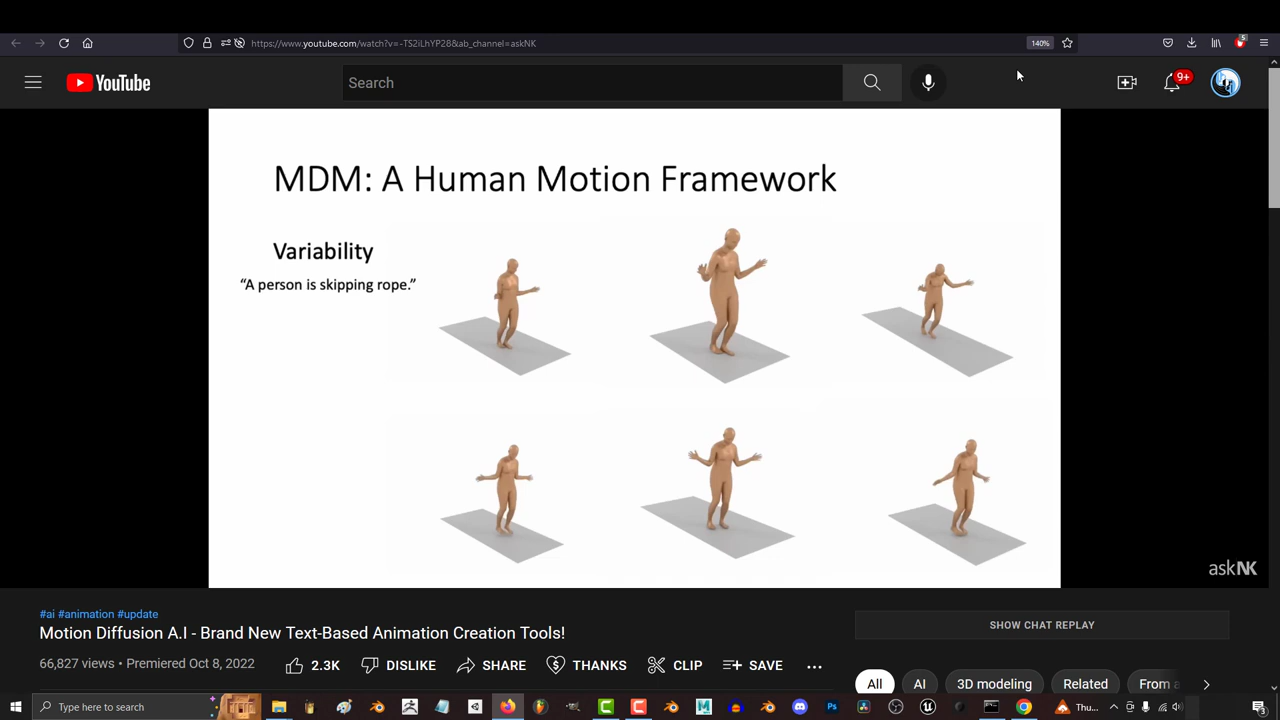 https://www.youtube.com/watch?v=-TS2iLhYP28&ab_channel=askNK
140%
5
YouTube
Search
9+
MDM: A Human Motion Framework
Variability
“A person is skipping rope.”
askNK
#ai #animation #update
Motion Diffusion A.I - Brand New Text-Based Animation Creation Tools!
66,827 views • Premiered Oct 8, 2022
2.3K
DISLIKE
SHARE
THANKS
CLIP
SAVE
SHOW CHAT REPLAY
All
AI
3D modeling
Related
From a
Type here to search
Thu...
3